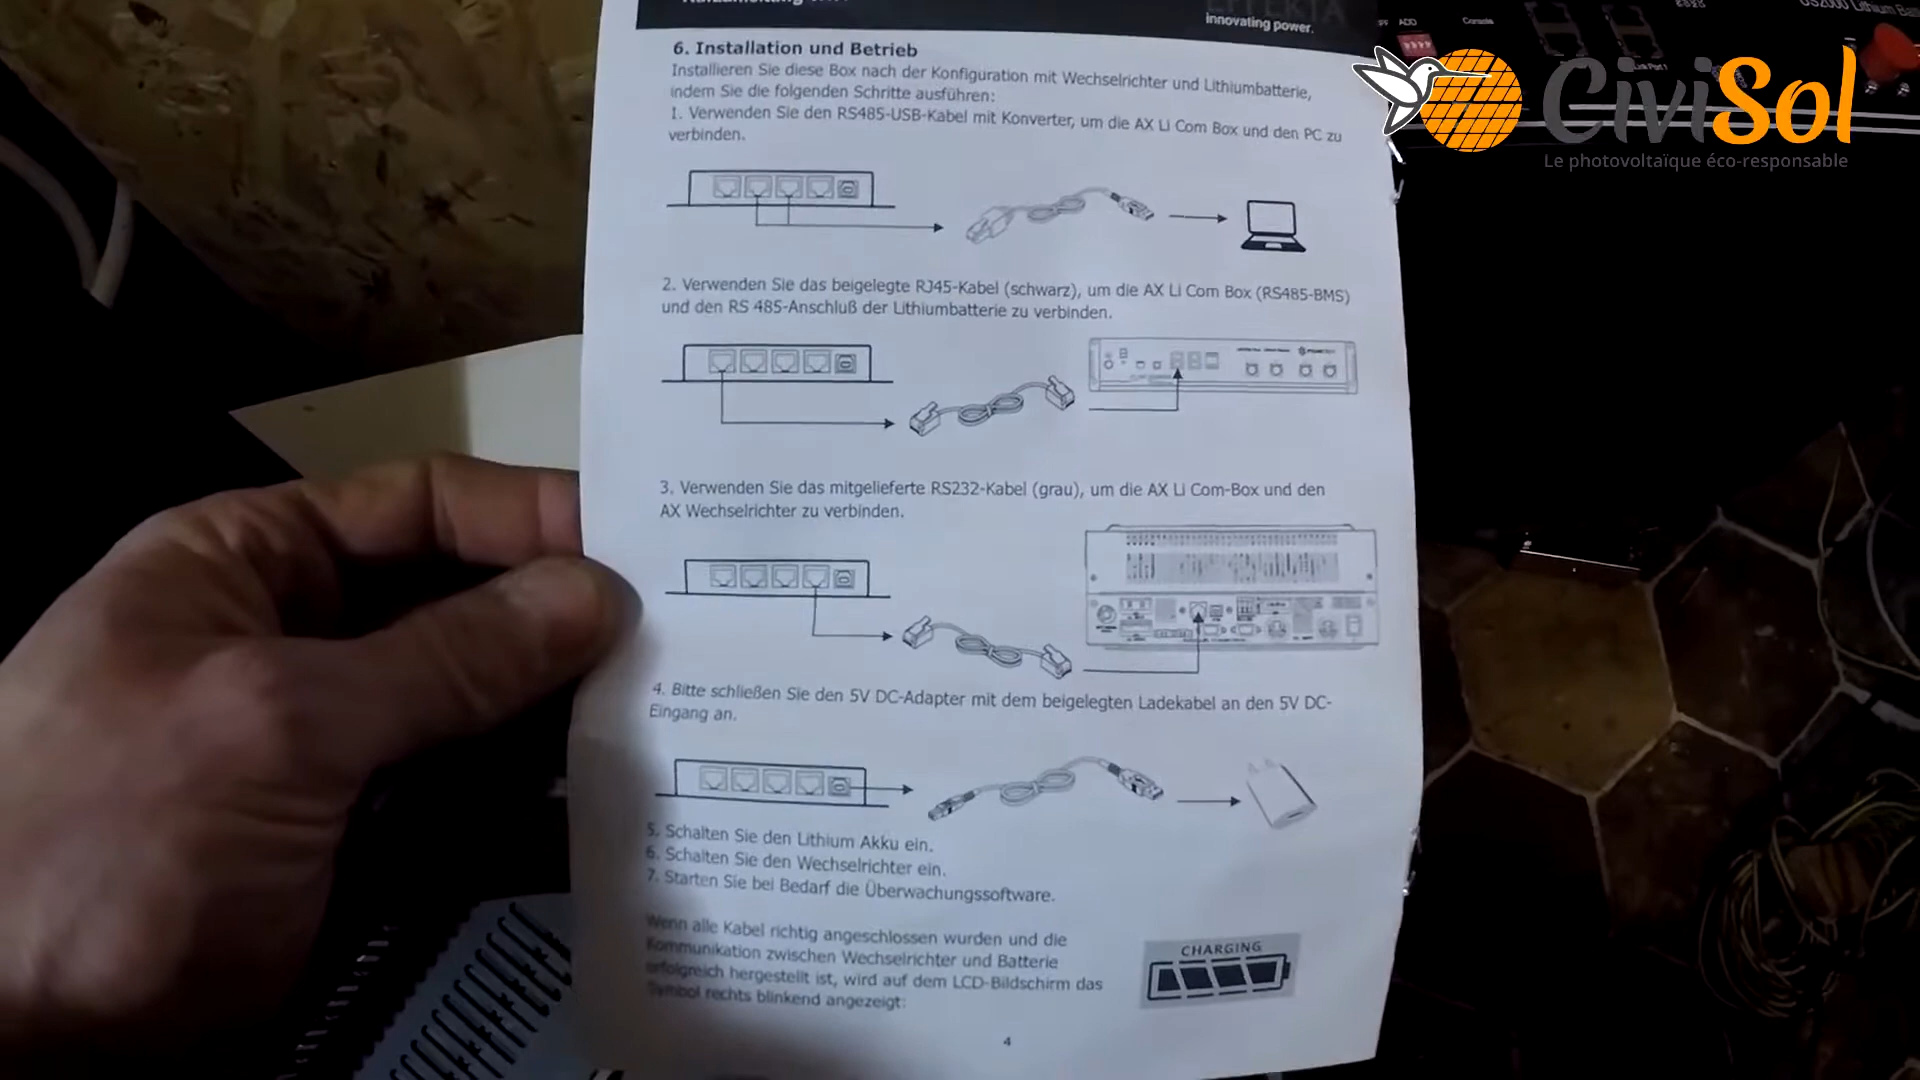 innovating power.
6. Installation und Betrieb
Installieren Sie diese Box nach der Konfiguration mit Wechselrichter und Lithiumbatterie,
indem Sie die folgenden Schritte ausführen:
1. Verwenden Sie den RS485-USB-Kabel mit Konverter, um die AX Li Com Box und den PC zu
verbinden.
2. Verwenden Sie das beigelegte RJ45-Kabel (schwarz), um die AX Li Com Box (RS485-BMS)
und den RS 485-Anschluß der Lithiumbatterie zu verbinden.
3. Verwenden Sie das mitgelieferte RS232-Kabel (grau), um die AX Li Com-Box und den
AX Wechselrichter zu verbinden.
4. Bitte schließen Sie den 5V DC-Adapter mit dem beigelegten Ladekabel an den 5V DC-
Eingang an.
5. Schalten Sie den Lithium Akku ein.
6. Schalten Sie den Wechselrichter ein.
7. Starten Sie bei Bedarf die Überwachungssoftware.
Wenn alle Kabel richtig angeschlossen wurden und die
Kommunikation zwischen Wechselrichter und Batterie
erfolgreich hergestellt ist, wird auf dem LCD-Bildschirm das
Symbol rechts blinkend angezeigt:
CHARGING
4
ADD
Console
CiviSol
Le photovoltaïque éco-responsable